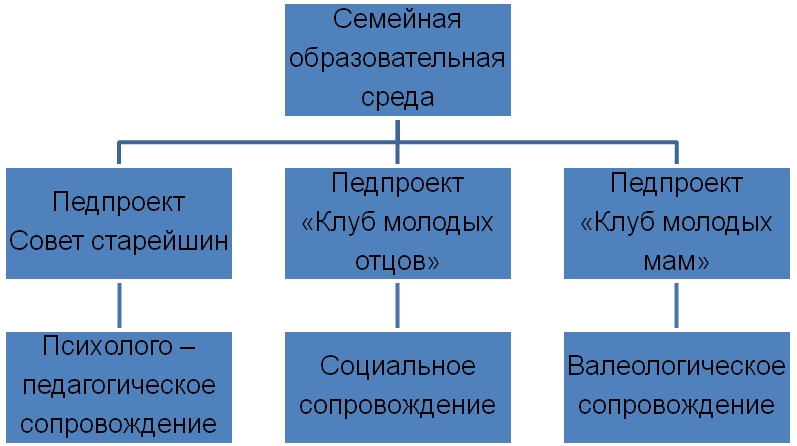 Семейная
образовательная
среда
Педпроект
Совет старейшин
Педпроект
«Клуб молодых
отцов»
Педпроект
«Клуб молодых
мам»
Психолого –
педагогическое
сопровождение
Социальное
сопровождение
Валеологическое
сопровождение